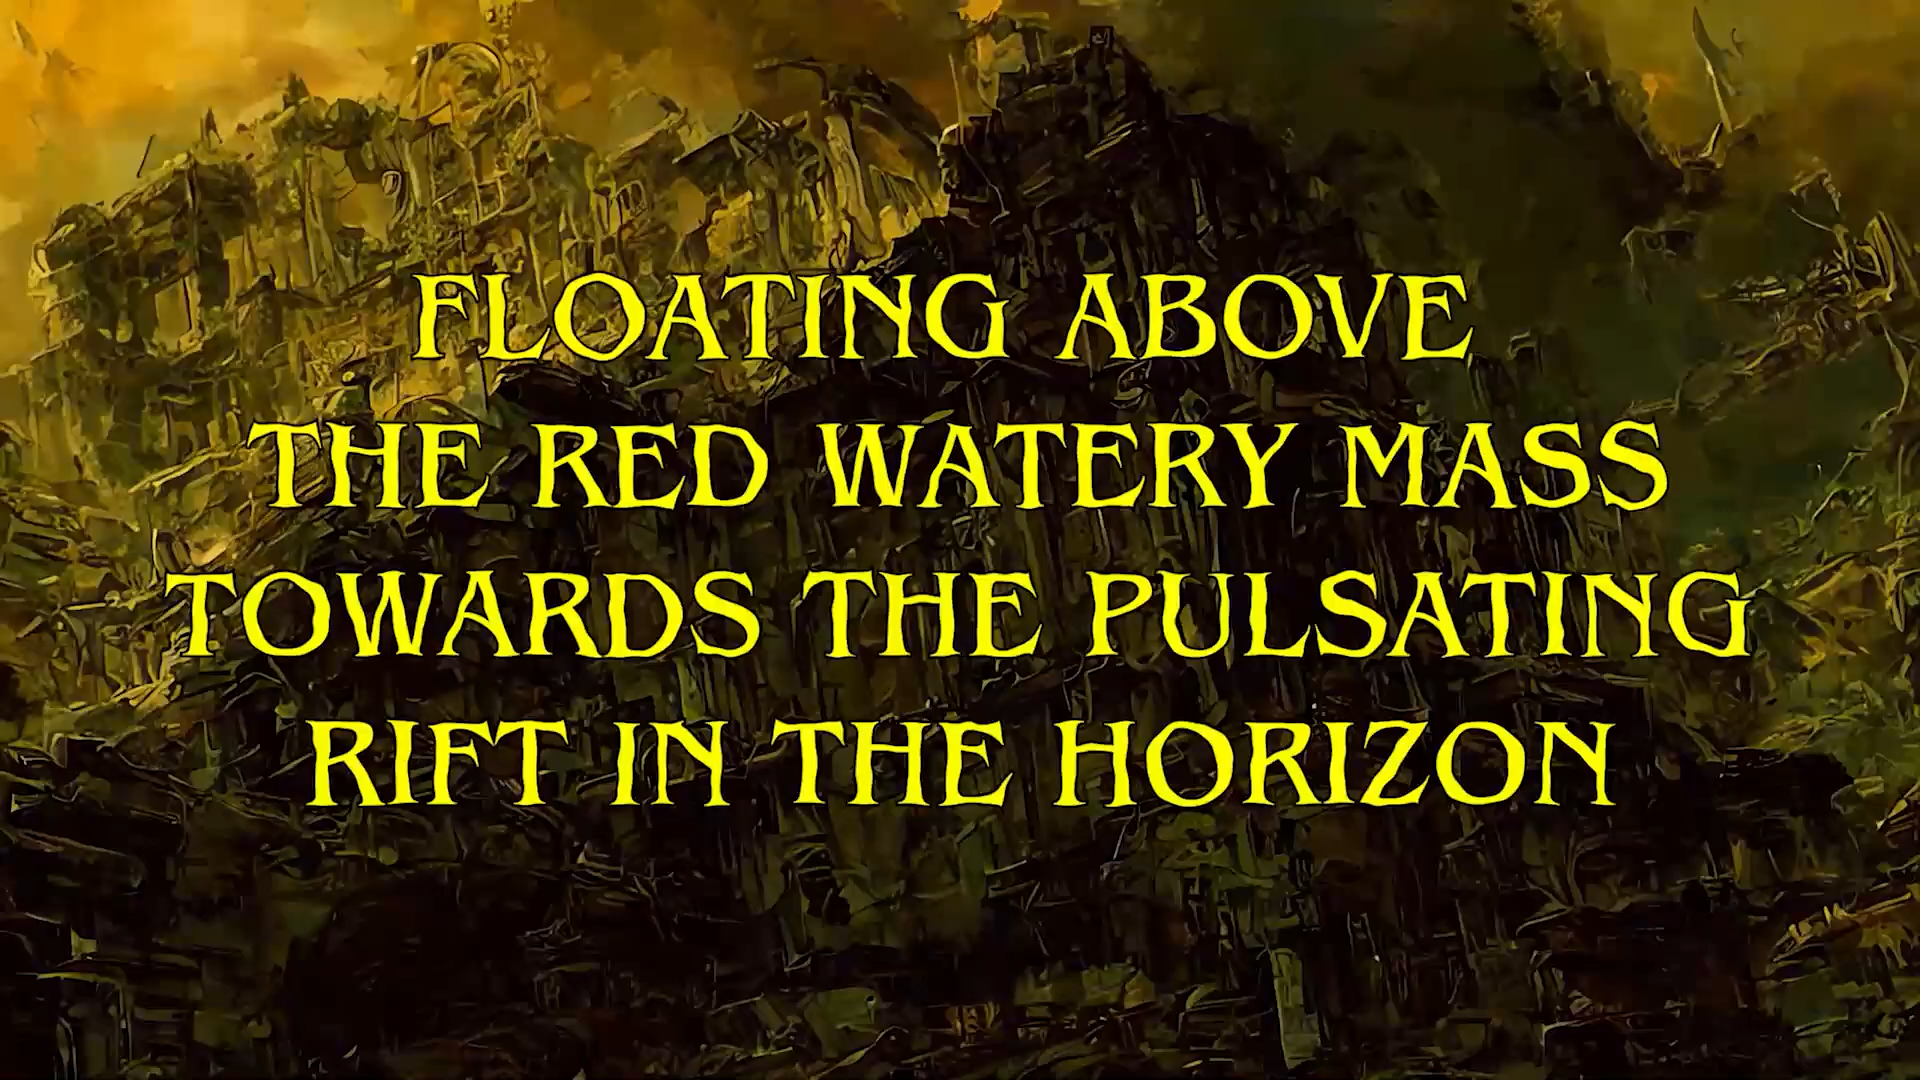 FLOATING ABOVE
THE RED WATERY MASS
TOWARDS THE PULSATING
RIFT IN THE HORIZON